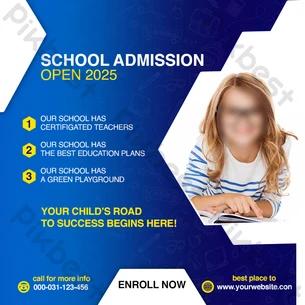 SCHOOL ADMISSION
OPEN 2025
1
OUR SCHOOL HAS
CERTIFIGATED TEACHERS
2
OUR SCHOOL HAS
THE BEST EDUCATION PLANS
3
OUR SCHOOL HAS
A GREEN PLAYGROUND
YOUR CHILD'S ROAD
TO SUCCESS BEGINS HERE!
call for more info
000-031-123-456
ENROLL NOW
best place to
www.yourwebsite.com
pikbest